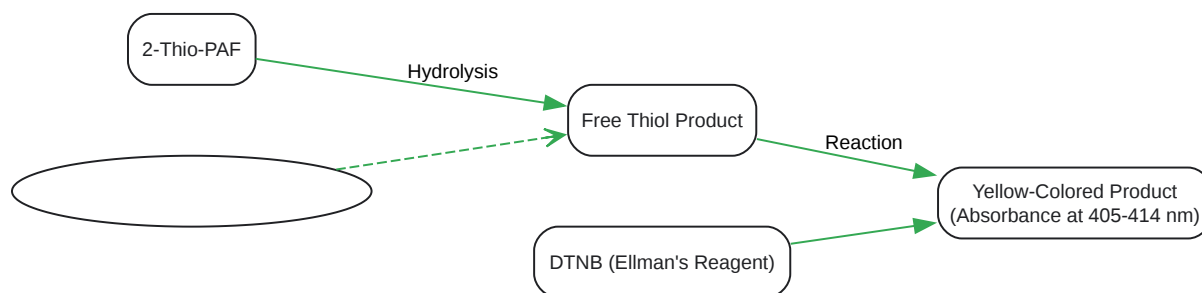 2-Thio-PAF
Hydrolysis
Free Thiol Product
Reaction
Yellow-Colored Product
(Absorbance at 405-414 nm)
DTNB (Ellman's Reagent)